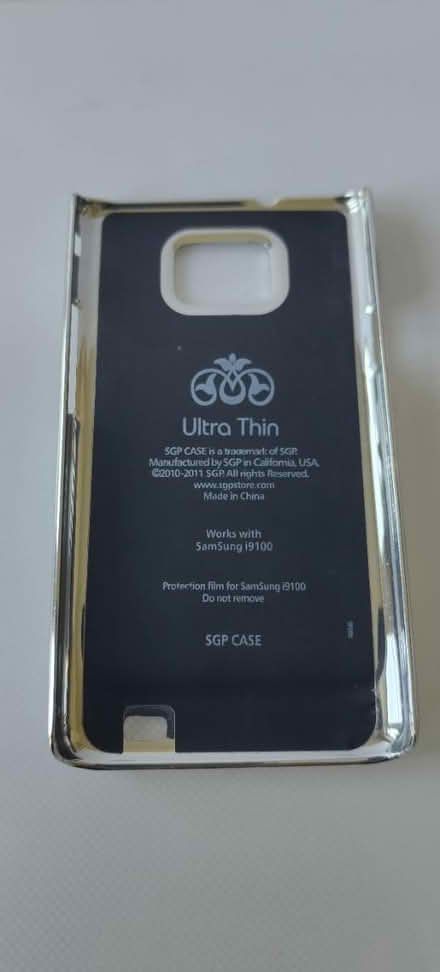 Ultra Thin
SGP CASE is a trademark of SGP.
Manufactured by SGP in California, USA.
©2010-2011 SGP. All rights Reserved.
www.sgpstore.com
Made in China
Works with
SamSung i9100
Protection film for SamSung i9100
Do not remove
SGP CASE